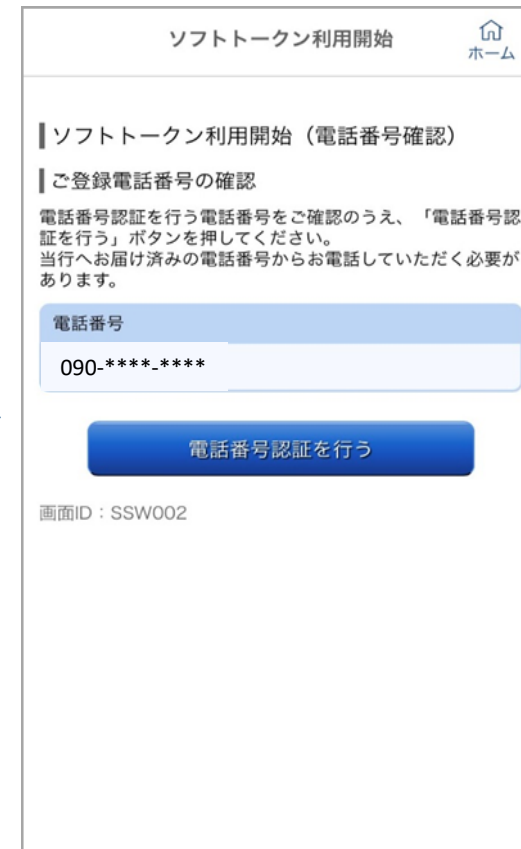 ソフトトークン利用開始
ホーム
ソフトトークン利用開始（電話番号確認）
ご登録電話番号の確認
電話番号認証を行う電話番号をご確認のうえ、「電話番号認
証を行う」ボタンを押してください。
当行へお届け済みの電話番号からお電話していただく必要が
あります。
電話番号
090-****-****
電話番号認証を行う
画面ID：SSW002